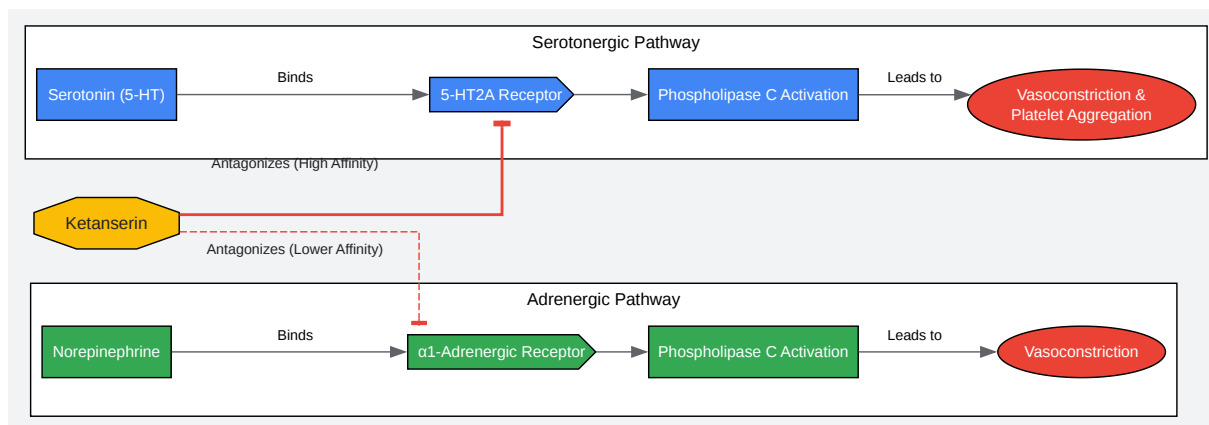 Serotonergic Pathway
Serotonin (5-HT)
Binds
5-HT2A Receptor
Phospholipase C Activation
Leads to
Vasoconstriction &
Platelet Aggregation
Antagonizes (High Affinity)
Ketanserin
Antagonizes (Lower Affinity)
Adrenergic Pathway
Norepinephrine
Binds
α1-Adrenergic Receptor
Phospholipase C Activation
Leads to
Vasoconstriction